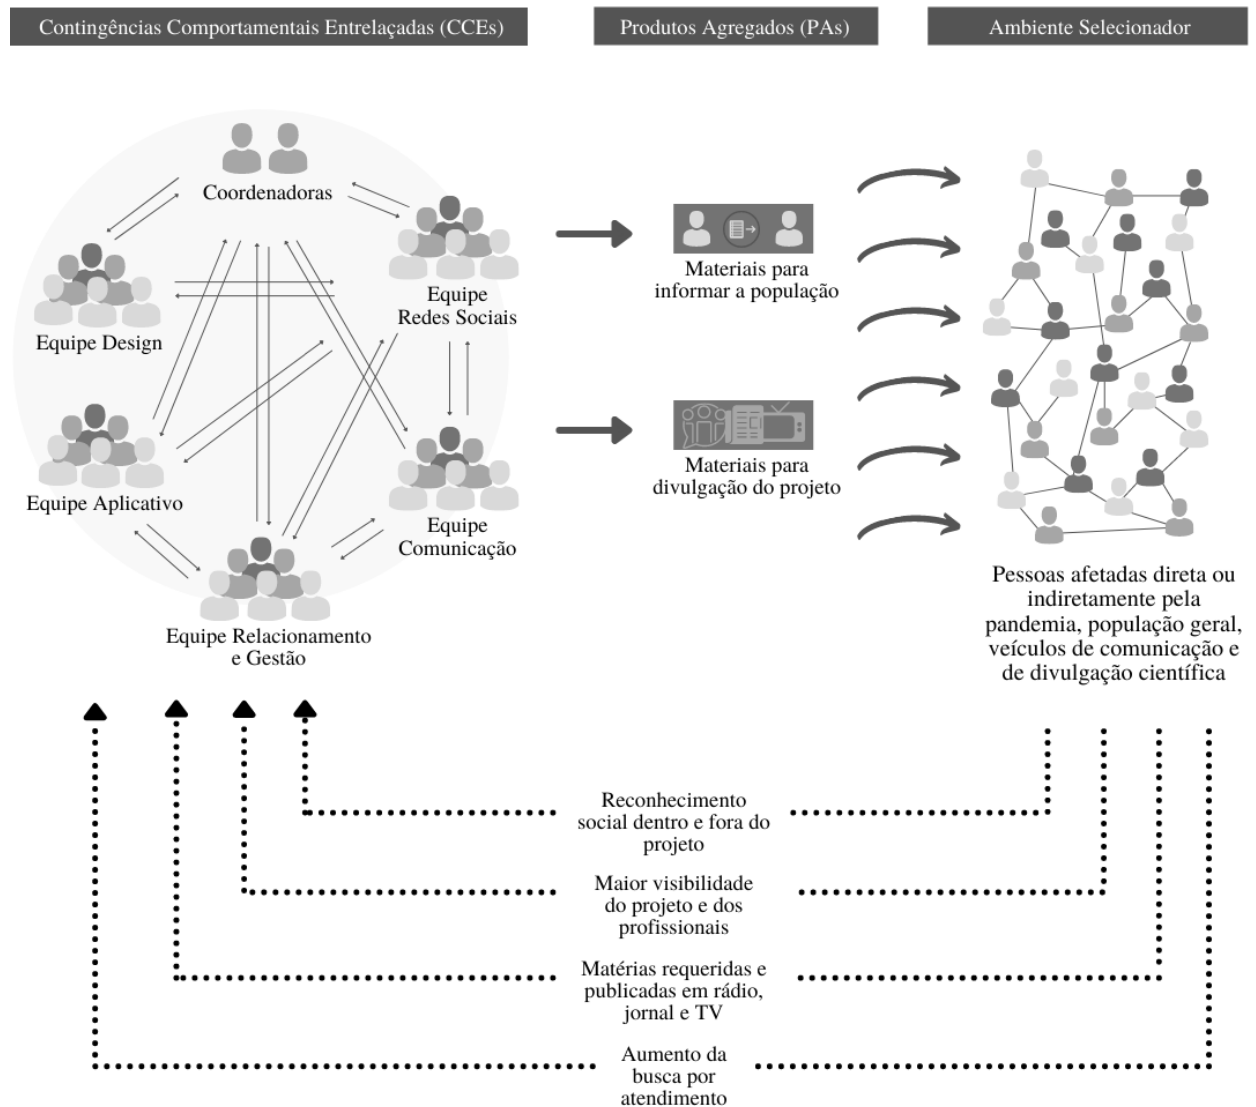 Contingências Comportamentais Entrelaçadas (CCEs)
Produtos Agregados (PAs)
Ambiente Selecionador
Coordenadoras
Equipe
Redes Sociais
Equipe Design
Equipe Aplicativo
Equipe
Comunicação
Equipe Relacionamento
e Gestão
Materiais para
informar a população
Materiais para
divulgação do projeto
Pessoas afetadas direta ou
indiretamente pela
pandemia, população geral,
veículos de comunicação e
de divulgação científica
Reconhecimento
social dentro e fora do
projeto
Maior visibilidade
do projeto e dos
profissionais
Matérias requeridas e
publicadas em rádio,
jornal e TV
Aumento da
busca por
atendimento